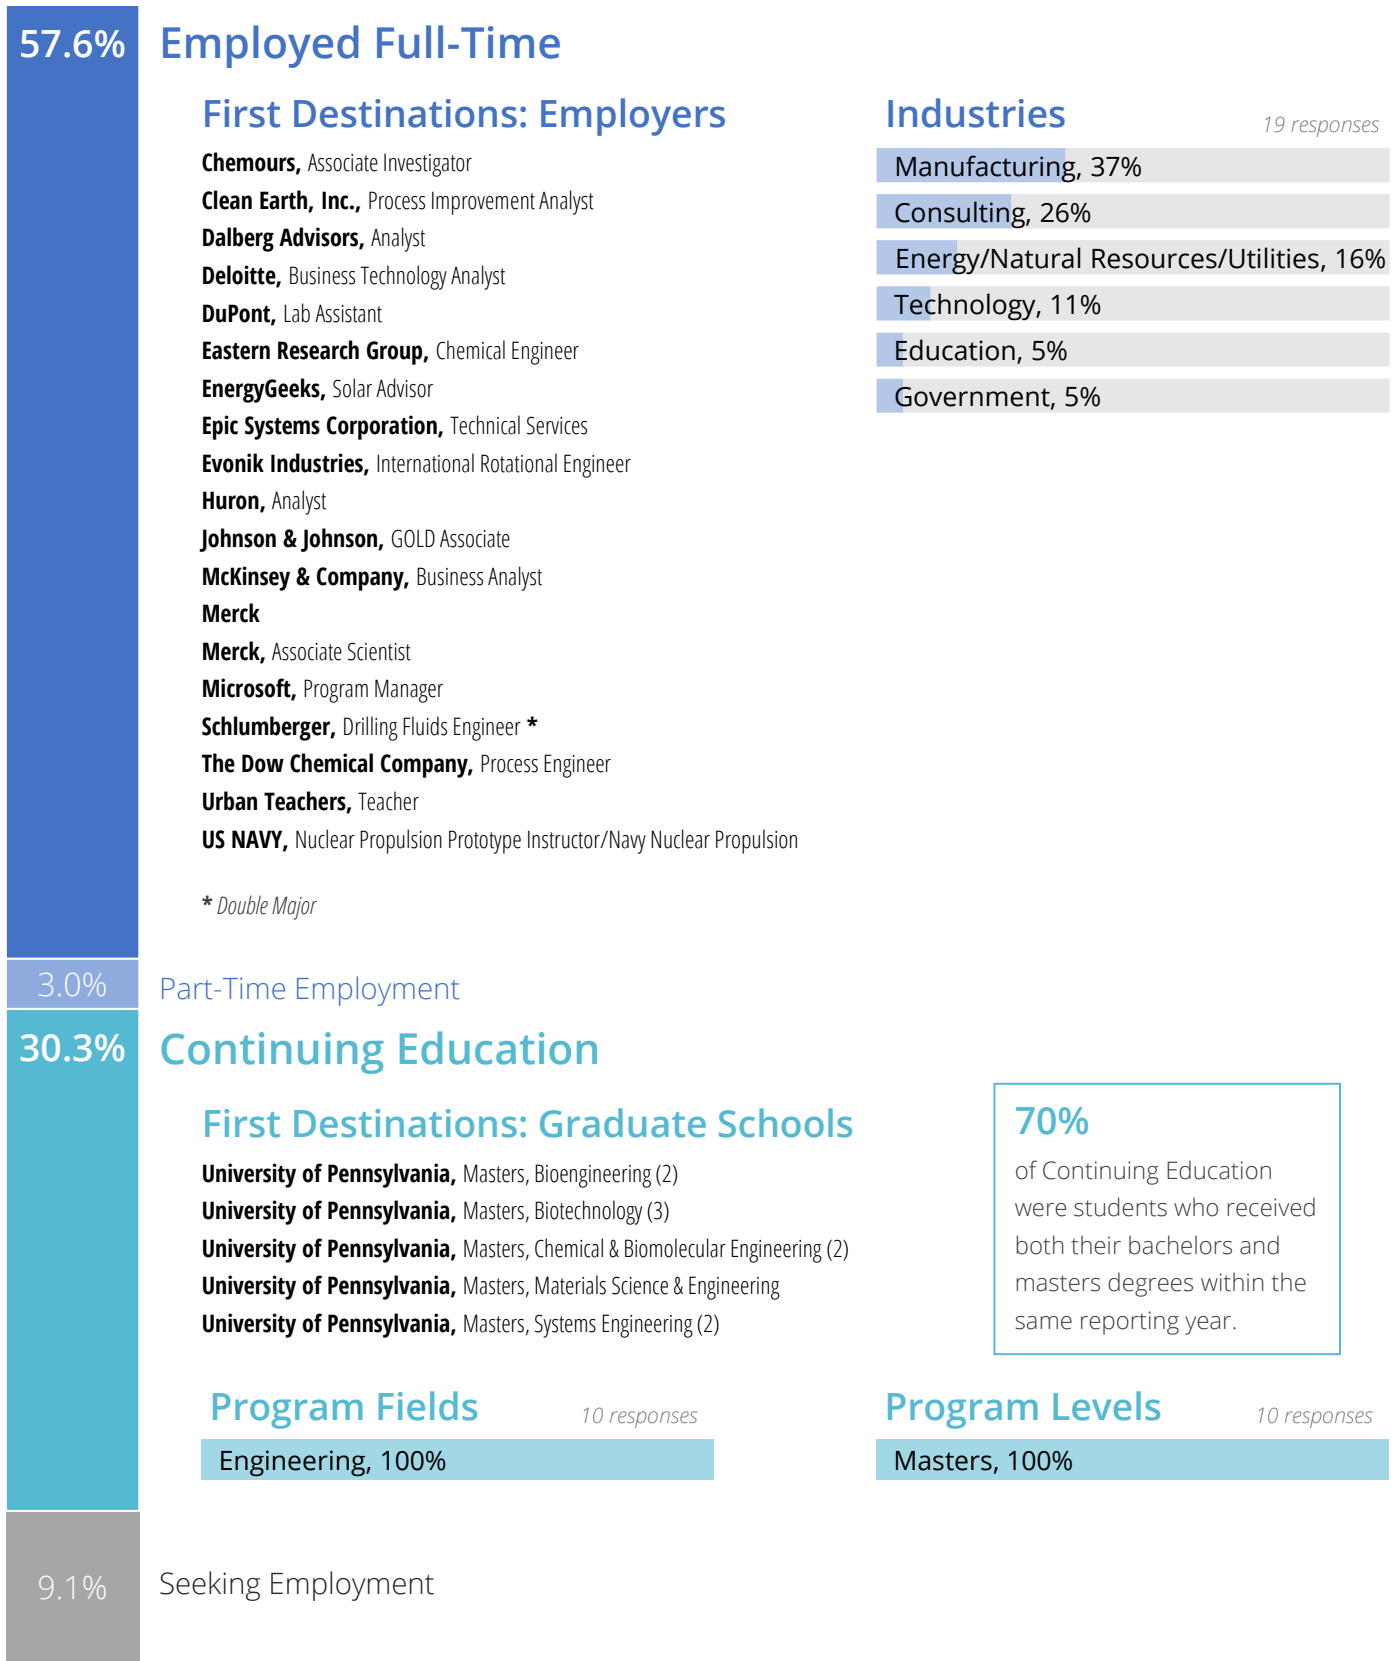 57.6% Employed Full-Time
First Destinations: Employers
Chemours, Associate Investigator
Clean Earth, Inc., Process Improvement Analyst
Dalberg Advisors, Analyst
Deloitte, Business Technology Analyst
DuPont, Lab Assistant
Eastern Research Group, Chemical Engineer
EnergyGeeks, Solar Advisor
Epic Systems Corporation, Technical Services
Evonik Industries, International Rotational Engineer
Huron, Analyst
Johnson & Johnson, GOLD Associate
McKinsey & Company, Business Analyst
Merck
Merck, Associate Scientist
Microsoft, Program Manager
Schlumberger, Drilling Fluids Engineer *
The Dow Chemical Company, Process Engineer
Urban Teachers, Teacher
US NAVY, Nuclear Propulsion Prototype Instructor/Navy Nuclear Propulsion
* Double Major
Industries
19 responses
Manufacturing, 37%
Consulting, 26%
Energy/Natural Resources/Utilities, 16%
Technology, 11%
Education, 5%
Government, 5%
3.0% Part-Time Employment
30.3% Continuing Education
First Destinations: Graduate Schools
University of Pennsylvania, Masters, Bioengineering (2)
University of Pennsylvania, Masters, Biotechnology (3)
University of Pennsylvania, Masters, Chemical & Biomolecular Engineering (2)
University of Pennsylvania, Masters, Materials Science & Engineering
University of Pennsylvania, Masters, Systems Engineering (2)
70%
of Continuing Education
were students who received
both their bachelors and
masters degrees within the
same reporting year.
Program Fields
10 responses
Engineering, 100%
Program Levels
10 responses
Masters, 100%
9.1% Seeking Employment